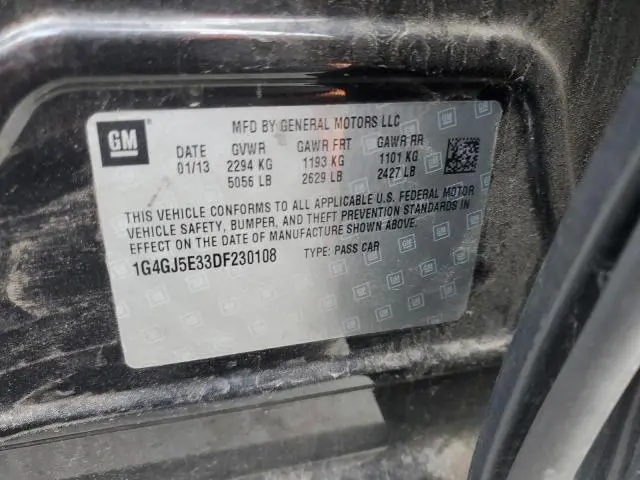 GM
MFD BY GENERAL MOTORS LLC
DATE GVWR GAWR FRT GAWR RR
01/13 2294 KG 1193 KG 1101 KG
5056 LB 2629 LB 2427 LB
THIS VEHICLE CONFORMS TO ALL APPLICABLE U.S. FEDERAL MOTOR
VEHICLE SAFETY, BUMPER, AND THEFT PREVENTION STANDARDS IN
EFFECT ON THE DATE OF MANUFACTURE SHOWN ABOVE.
1G4GJ5E33DF230108 TYPE: PASS CAR